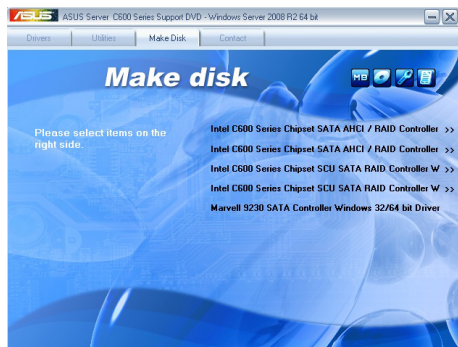 ASUS ASUS Server C600 Series Support DVD - Windows Server 2008 R2 64 bit
Drivers Utilities Make Disk Contact
Make disk
MB
Please select items on the
right side.
Intel C600 Series Chipset SATA AHCI / RAID Controller >>
Intel C600 Series Chipset SATA AHCI / RAID Controller >>
Intel C600 Series Chipset SCU SATA RAID Controller W >>
Intel C600 Series Chipset SCU SATA RAID Controller W >>
Marvell 9230 SATA Controller Windows 32/64 bit Driver